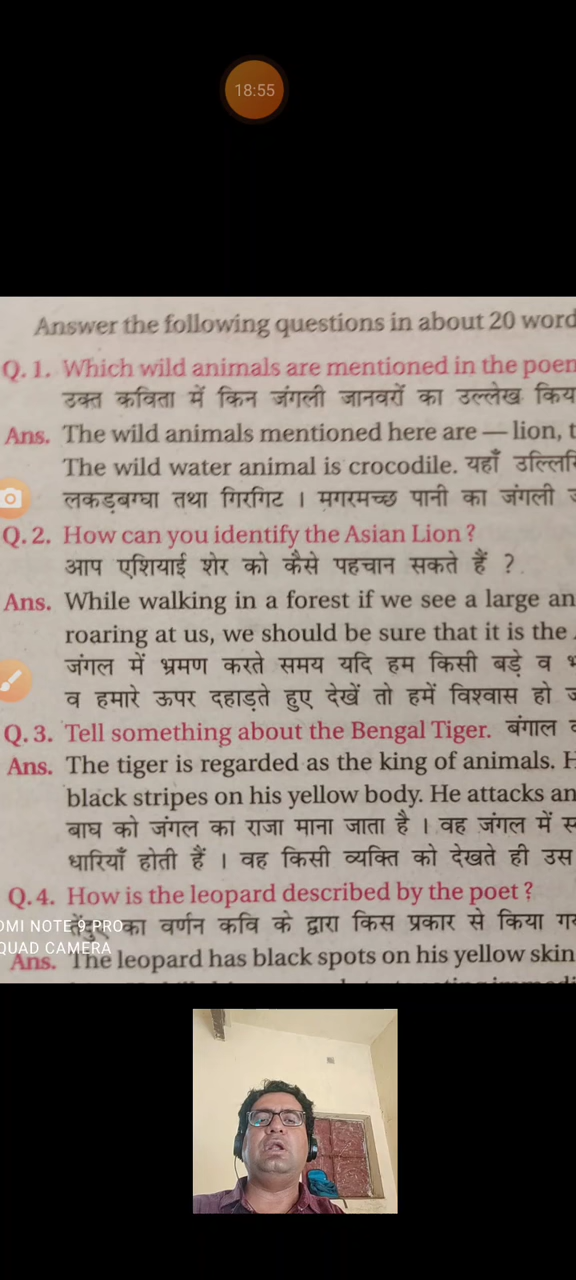 18:55
Answer the following questions in about 20 word
Q. 1. Which wild animals are mentioned in the poem
उक्त कविता में किन जंगली जानवरों का उल्लेख किय
Ans. The wild animals mentioned here are — lion, t
The wild water animal is crocodile. यहाँ उल्लि
लकड़बग्घा तथा गिरगिट । मगरमच्छ पानी का जंगली
Q. 2. How can you identify the Asian Lion ?
आप एशियाई शेर को कैसे पहचान सकते हैं ?
Ans. While walking in a forest if we see a large an
roaring at us, we should be sure that it is the
जंगल में भ्रमण करते समय यदि हम किसी बड़े व
व हमारे ऊपर दहाड़ते हुए देखें तो हमें विश्वास हो
Q. 3. Tell something about the Bengal Tiger. बंगाल
Ans. The tiger is regarded as the king of animals. H
black stripes on his yellow body. He attacks an
बाघ को जंगल का राजा माना जाता है । वह जंगल में
धारियाँ होती हैं । वह किसी व्यक्ति को देखते ही उस
Q. 4. How is the leopard described by the poet ?
का वर्णन कवि के द्वारा किस प्रकार से किया गय
DMI NOTE 9 PRO
QUAD CAMERA
Ans. The leopard has black spots on his yellow skin